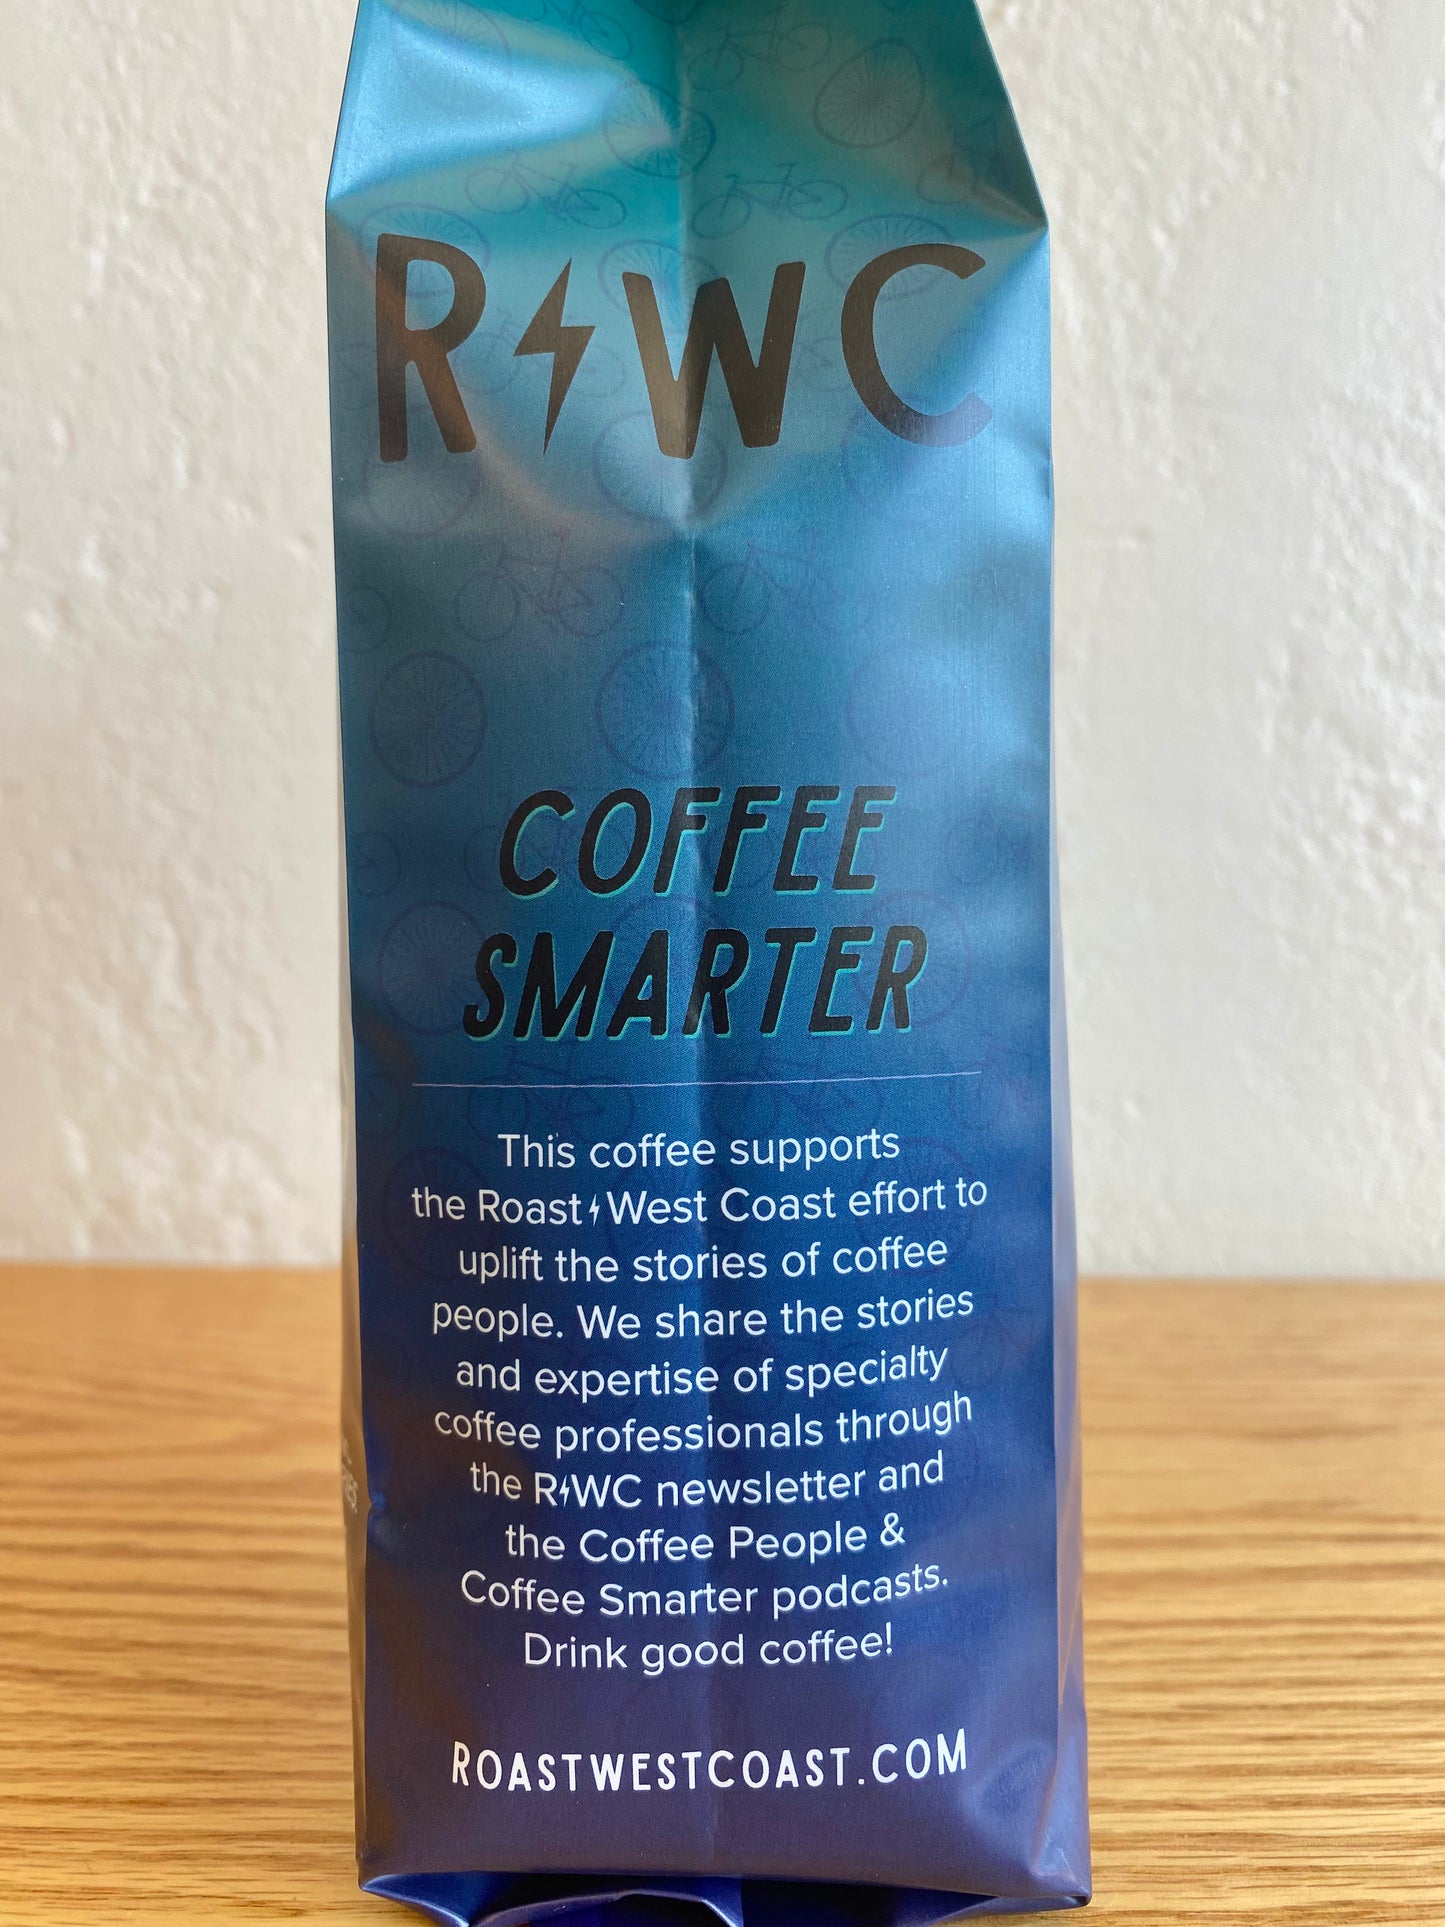 R⚡WC
COFFEE
SMARTER
This coffee supports
the Roast⚡West Coast effort to
uplift the stories of coffee
people. We share the stories
and expertise of specialty
coffee professionals through
the R⚡WC newsletter and
the Coffee People &
Coffee Smarter podcasts.
Drink good coffee!
ROASTWESTCOAST.COM